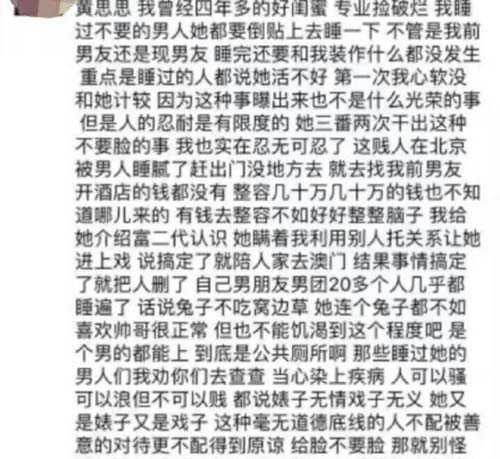 黄思思 我曾经四年多的好闺蜜 专业捡破烂 我睡
过不要的男人她都要倒贴上去睡一下 不管是我前
男友还是现男友 睡完还要和我装作什么都没发生
重点是睡过的人都说她活不好 第一次我心软没
和她计较 因为这种事曝出来也不是什么光荣的事
但是人的忍耐是有限度的 她三番两次干出这种
不要脸的事 我也实在忍无可忍了 这贱人在北京
被男人睡腻了赶出门没地方去 就去找我前男友
开酒店的钱都没有 整容几十万几十万的钱也不知
道哪儿来的 有钱去整容不如好好整整脑子 我给
她介绍富二代认识 她瞒着我利用别人托关系让她
进上戏 说搞定了就陪人家去澳门 结果事情搞定
了就把人删了 自己男朋友男团20多个人几乎都
睡遍了 话说兔子不吃窝边草 她连个兔子都不如
喜欢帅哥很正常 但也不能饥渴到这个程度吧 是
个男的都能上 到底是公共厕所啊 那些睡过她的
男人们我劝你们去查查 当心染上疾病 人可以骚
可以浪但不可以贱 都说婊子无情戏子无义 她又
是婊子又是戏子 这种毫无道德底线的人不配被善
意的对待更不配得到原谅 给脸不要脸 那就别怪